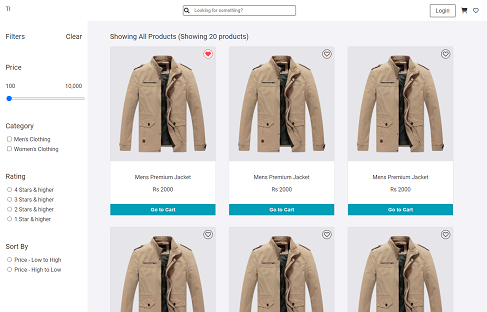 TI
Looking for something?
Login
Filters
Clear
Showing All Products (Showing 20 products)
Price
100
10,000
Category
Men's Clothing
Women's Clothing
Rating
4 Stars & higher
3 Stars & higher
2 Stars & higher
1 Star & higher
Sort By
Price - Low to High
Price - High to Low
Mens Premium Jacket
Rs 2000
Go to Cart
Mens Premium Jacket
Rs 2000
Go to Cart
Mens Premium Jacket
Rs 2000
Go to Cart